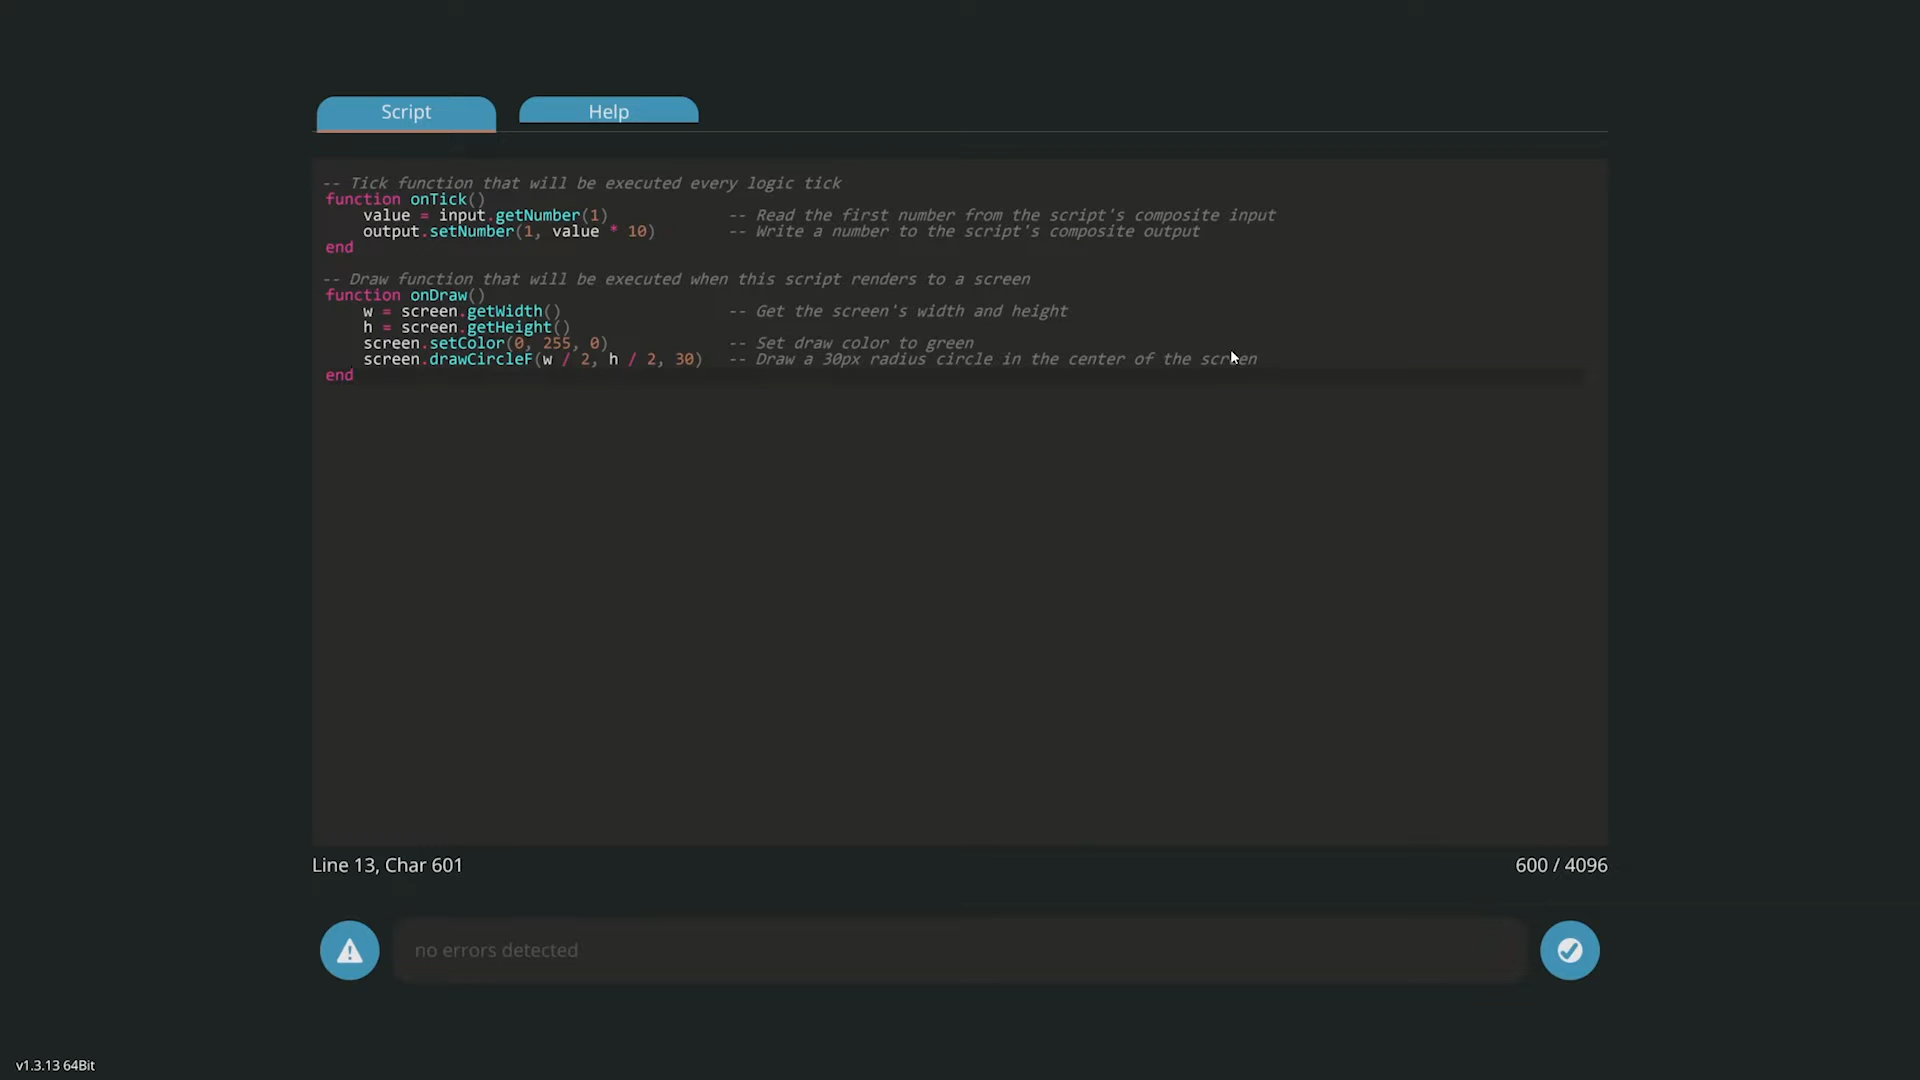 Script Help
-- Tick function that will be executed every logic tick
function onTick()
    value = input.getNumber(1)             -- Read the first number from the script's composite input
    output.setNumber(1, value * 10)        -- Write a number to the script's composite output
end
-- Draw function that will be executed when this script renders to a screen
function onDraw()
    w = screen.getWidth()                  -- Get the screen's width and height
    h = screen.getHeight()
    screen.setColor(0, 255, 0)             -- Set draw color to green
    screen.drawCircleF(w / 2, h / 2, 30)   -- Draw a 30px radius circle in the center of the screen
end
Line 13, Char 601
600 / 4096
no errors detected
v1.3.13 64Bit